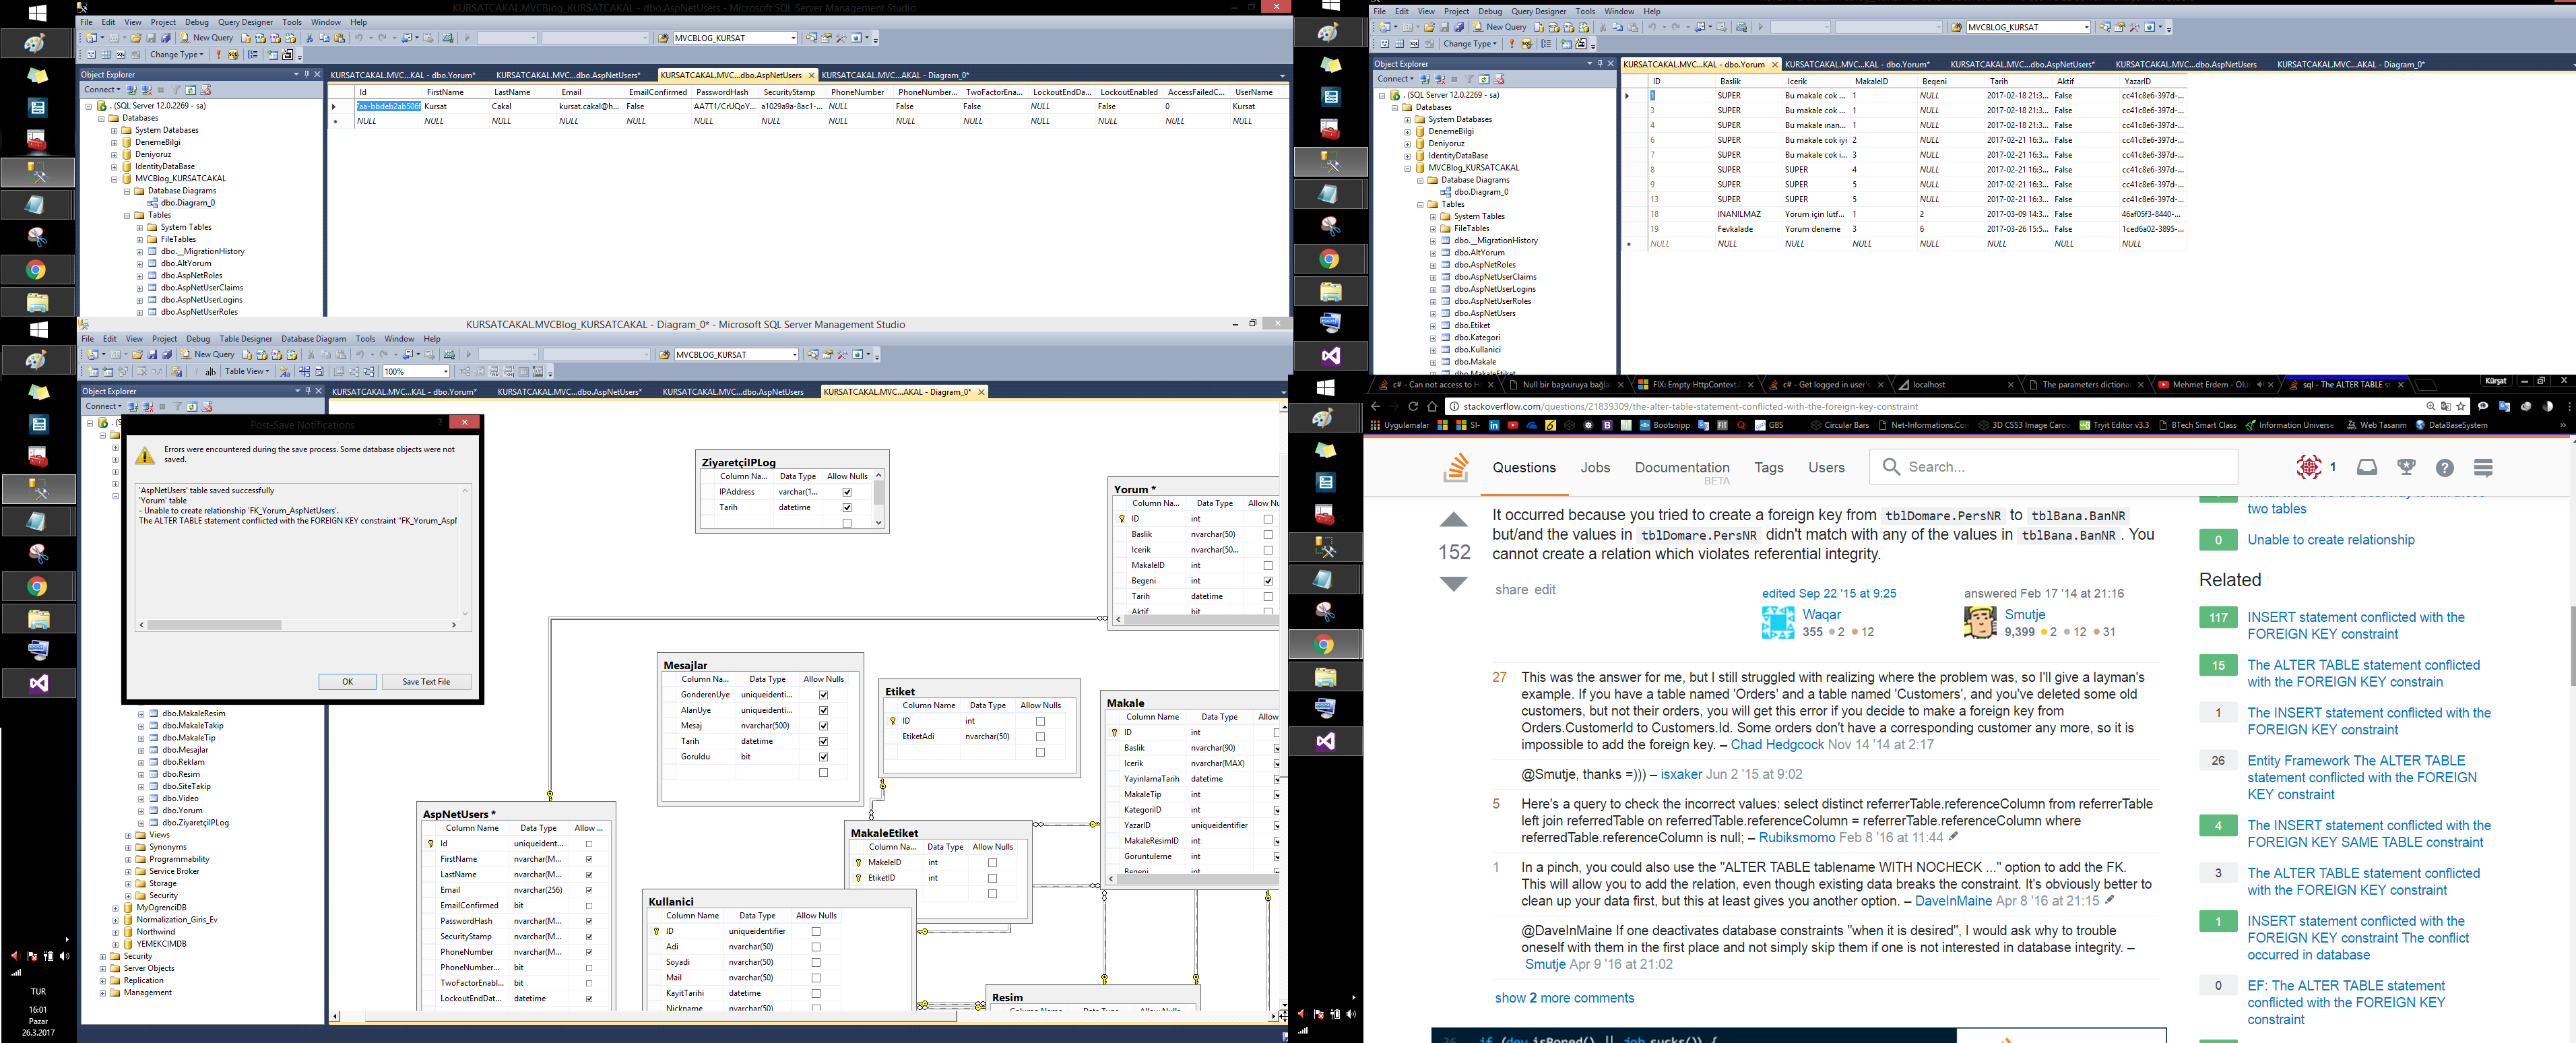 KURSATCAKAL.MVCBlog_KURSATCAKAL - dbo.AspNetUsers - Microsoft SQL Server Management Studio
File Edit View Project Debug Query Designer Tools Window Help
New Query MVCBLOG_KURSAT
Change Type
Object Explorer
Connect
. (SQL Server 12.0.2269 - sa)
Databases
System Databases
DenemeBilgi
Deniyoruz
IdentityDataBase
MVCBlog_KURSATCAKAL
Database Diagrams
dbo.Diagram_0
Tables
System Tables
FileTables
dbo.__MigrationHistory
dbo.AltYorum
dbo.AspNetRoles
dbo.AspNetUserClaims
dbo.AspNetUserLogins
dbo.AspNetUserRoles
KURSATCAKAL.MVC...KAL - dbo.Yorum* KURSATCAKAL.MVC...dbo.AspNetUsers* KURSATCAKAL.MVC...dbo.AspNetUsers KURSATCAKAL.MVC...AKAL - Diagram_0*
Id FirstName LastName Email EmailConfirmed PasswordHash SecurityStamp PhoneNumber PhoneNumber... TwoFactorEna... LockoutEndDa... LockoutEnabled AccessFailedC... UserName
7aa-bbdeb2ab506f Kursat Cakal kursat.cakal@h... False AA7T1/CrUQoY... a1029a9a-8ac1-... NULL False False NULL False 0 Kursat
NULL NULL NULL NULL NULL NULL NULL NULL NULL NULL NULL NULL NULL NULL
File Edit View Project Debug Query Designer Tools Window Help
New Query MVCBLOG_KURSAT
Change Type
Object Explorer
Connect
. (SQL Server 12.0.2269 - sa)
Databases
System Databases
DenemeBilgi
Deniyoruz
IdentityDataBase
MVCBlog_KURSATCAKAL
Database Diagrams
dbo.Diagram_0
Tables
System Tables
FileTables
dbo.__MigrationHistory
dbo.AltYorum
dbo.AspNetRoles
dbo.AspNetUserClaims
dbo.AspNetUserLogins
dbo.AspNetUserRoles
dbo.AspNetUsers
dbo.Etiket
dbo.Kategori
dbo.Kullanici
dbo.Makale
dbo.MakaleEtiket
KURSATCAKAL.MVC...KAL - dbo.Yorum KURSATCAKAL.MVC...KAL - dbo.Yorum* KURSATCAKAL.MVC...dbo.AspNetUsers* KURSATCAKAL.MVC...dbo.AspNetUsers KURSATCAKAL.MVC...AKAL - Diagram_0*
ID Baslik Icerik MakaleID Begeni Tarih Aktif YazarID
1 SUPER Bu makale cok ... 1 NULL 2017-02-18 21:3... False cc41c8e6-397d-...
3 SUPER Bu makale cok ... 1 NULL 2017-02-18 21:3... False cc41c8e6-397d-...
4 SUPER Bu makale ınan... 1 NULL 2017-02-18 21:3... False cc41c8e6-397d-...
6 SUPER Bu makale cok iyi 2 NULL 2017-02-21 16:3... False cc41c8e6-397d-...
7 SUPER Bu makale cok i... 3 NULL 2017-02-21 16:3... False cc41c8e6-397d-...
8 SUPER SUPER 4 NULL 2017-02-21 16:3... False cc41c8e6-397d-...
9 SUPER SUPER 5 NULL 2017-02-21 16:3... False cc41c8e6-397d-...
13 SUPER SUPER 5 NULL 2017-02-21 16:3... False cc41c8e6-397d-...
18 INANILMAZ Yorum için lütf... 1 2 2017-03-09 14:3... False 46af05f3-8440-...
19 Fevkalade Yorum deneme 3 6 2017-03-26 15:5... False 1ced6a02-3895-...
NULL NULL NULL NULL NULL NULL NULL NULL
KURSATCAKAL.MVCBlog_KURSATCAKAL - Diagram_0* - Microsoft SQL Server Management Studio
File Edit View Project Debug Table Designer Database Diagram Tools Window Help
New Query MVCBLOG_KURSAT
Table View 100%
Object Explorer
Connect
KURSATCAKAL.MVC...KAL - dbo.Yorum* KURSATCAKAL.MVC...dbo.AspNetUsers* KURSATCAKAL.MVC...dbo.AspNetUsers KURSATCAKAL.MVC...AKAL - Diagram_0*
Post-Save Notifications
Errors were encountered during the save process. Some database objects were not
saved.
'AspNetUsers' table saved successfully
'Yorum' table
- Unable to create relationship 'FK_Yorum_AspNetUsers'.
The ALTER TABLE statement conflicted with the FOREIGN KEY constraint "FK_Yorum_AspN
OK Save Text File
dbo.MakaleResim
dbo.MakaleTakip
dbo.MakaleTip
dbo.Mesajlar
dbo.Reklam
dbo.Resim
dbo.SiteTakip
dbo.Video
dbo.Yorum
dbo.ZiyaretçiIPLog
Views
Synonyms
Programmability
Service Broker
Storage
Security
MyOgrenciDB
Normalization_Giris_Ev
Northwind
YEMEKCIMDB
Security
Server Objects
Replication
Management
TUR
16:01
Pazar
26.3.2017
ZiyaretçiIPLog
Column Na... Data Type Allow Nulls
IPAddress varchar(1...
Tarih datetime
Yorum *
Column Na... Data Type Allow Nu
ID int
Baslik nvarchar(50)
Icerik nvarchar(50...
MakaleID int
Begeni int
Tarih datetime
Aktif bit
Mesajlar
Column Na... Data Type Allow Nulls
GonderenUye uniqueidenti...
AlanUye uniqueidenti...
Mesaj nvarchar(500)
Tarih datetime
Goruldu bit
Etiket
Column Name Data Type Allow Nulls
ID int
EtiketAdi nvarchar(50)
Makale
Column Name Data Type Allow
ID int
Baslik nvarchar(90)
Icerik nvarchar(MAX)
YayinlamaTarih datetime
MakaleTip int
KategoriID int
YazarID uniqueidentifier
MakaleResimID int
Goruntuleme int
Begeni int
AspNetUsers *
Column Name Data Type Allow ...
Id uniqueident...
FirstName nvarchar(M...
LastName nvarchar(M...
Email nvarchar(256)
EmailConfirmed bit
PasswordHash nvarchar(M...
SecurityStamp nvarchar(M...
PhoneNumber nvarchar(M...
PhoneNumber... bit
TwoFactorEnabl... bit
LockoutEndDat... datetime
MakaleEtiket
Column Na... Data Type Allow Nulls
MakeleID int
EtiketID int
Kullanici
Column Name Data Type Allow Nulls
ID uniqueidentifier
Adi nvarchar(50)
Soyadi nvarchar(50)
Mail nvarchar(50)
KayitTarihi datetime
Nickname nvarchar(50)
Resim
Column Name Data Type Allow Nulls
c# - Can not access to H Null bir başvuruya bağlan FIX: Empty HttpContext. c# - Get logged in user's localhost The parameters dictionar Mehmet Erdem - Olu sql - The ALTER TABLE st Kürşat
stackoverflow.com/questions/21839309/the-alter-table-statement-conflicted-with-the-foreign-key-constraint
Uygulamalar SI- Bootsnipp GBS Circular Bars Net-Informations.Con 3D CSS3 Image Carou Tryit Editor v3.3 BTech Smart Class Information Universe Web Tasarım DataBaseSystem
Questions Jobs Documentation Tags Users Search... 1
BETA
It occurred because you tried to create a foreign key from tblDomare.PersNR to tblBana.BanNR
but/and the values in tblDomare.PersNR didn't match with any of the values in tblBana.BanNR. You
cannot create a relation which violates referential integrity.
152
share edit
edited Sep 22 '15 at 9:25
Waqar
355 2 12
answered Feb 17 '14 at 21:16
Smutje
9,399 2 12 31
27 This was the answer for me, but I still struggled with realizing where the problem was, so I'll give a layman's
example. If you have a table named 'Orders' and a table named 'Customers', and you've deleted some old
customers, but not their orders, you will get this error if you decide to make a foreign key from
Orders.CustomerId to Customers.Id. Some orders don't have a corresponding customer any more, so it is
impossible to add the foreign key. – Chad Hedgcock Nov 14 '14 at 2:17
@Smutje, thanks =))) – isxaker Jun 2 '15 at 9:02
5 Here's a query to check the incorrect values: select distinct referrerTable.referenceColumn from referrerTable
left join referredTable on referredTable.referenceColumn = referrerTable.referenceColumn where
referredTable.referenceColumn is null; – Rubiksmomo Feb 8 '16 at 11:44
1 In a pinch, you could also use the "ALTER TABLE tablename WITH NOCHECK ..." option to add the FK.
This will allow you to add the relation, even though existing data breaks the constraint. It's obviously better to
clean up your data first, but this at least gives you another option. – DaveInMaine Apr 8 '16 at 21:15
@DaveInMaine If one deactivates database constraints "when it is desired", I would ask why to trouble
oneself with them in the first place and not simply skip them if one is not interested in database integrity. –
Smutje Apr 9 '16 at 21:02
show 2 more comments
two tables
0 Unable to create relationship
Related
117 INSERT statement conflicted with the
FOREIGN KEY constraint
15 The ALTER TABLE statement conflicted
with the FOREIGN KEY constrain
1 The INSERT statement conflicted with the
FOREIGN KEY constraint
26 Entity Framework The ALTER TABLE
statement conflicted with the FOREIGN
KEY constraint
4 The INSERT statement conflicted with the
FOREIGN KEY SAME TABLE constraint
3 The ALTER TABLE statement conflicted
with the FOREIGN KEY constraint
1 INSERT statement conflicted with the
FOREIGN KEY constraint The conflict
occurred in database
0 EF: The ALTER TABLE statement
conflicted with the FOREIGN KEY
constraint
36 if (dev.isBored() || job.sucks()) {